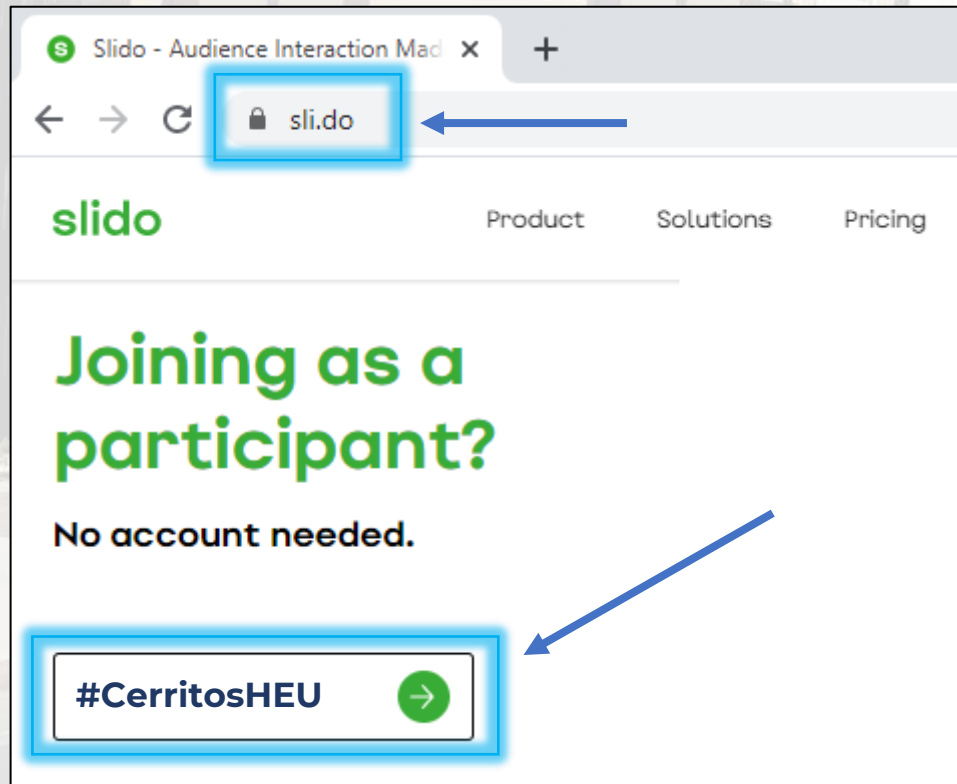 Slido - Audience Interaction Mad
sli.do
slido Product Solutions Pricing
Joining as a
participant?
No account needed.
#CerritosHEU